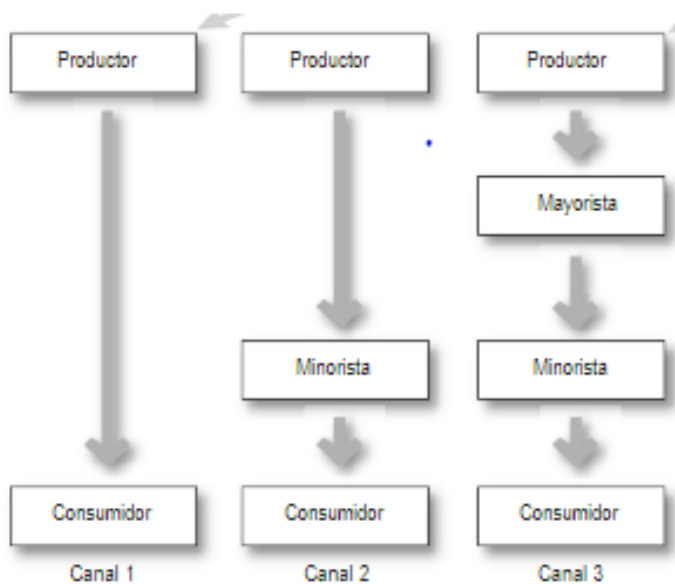 Productor
Productor
Productor
Mayorista
Minorista
Minorista
Consumidor
Consumidor
Consumidor
Canal 1
Canal 2
Canal 3